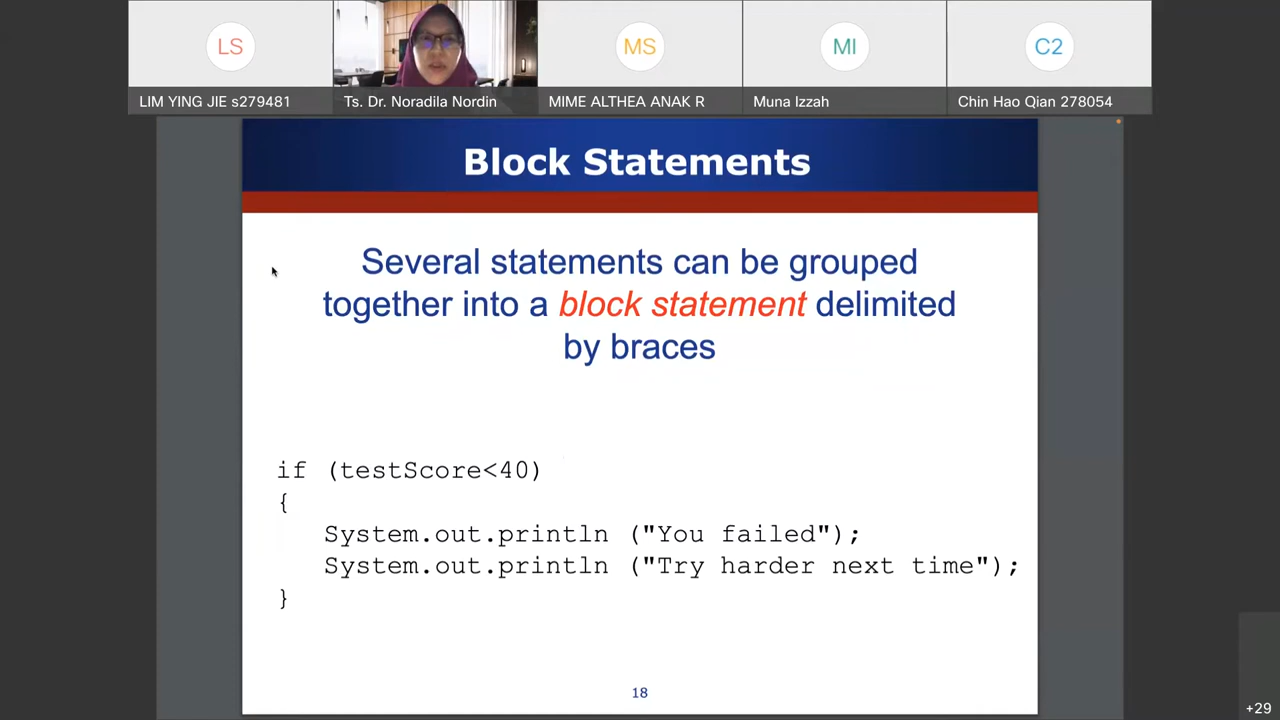 LS
MS
MI
C2
LIM YING JIE s279481
Ts. Dr. Noradila Nordin
MIME ALTHEA ANAK R
Muna Izzah
Chin Hao Qian 278054
Block Statements
Several statements can be grouped
together into a block statement delimited
by braces
if (testScore<40)
{
System.out.println ("You failed");
System.out.println ("Try harder next time");
}
18
+29